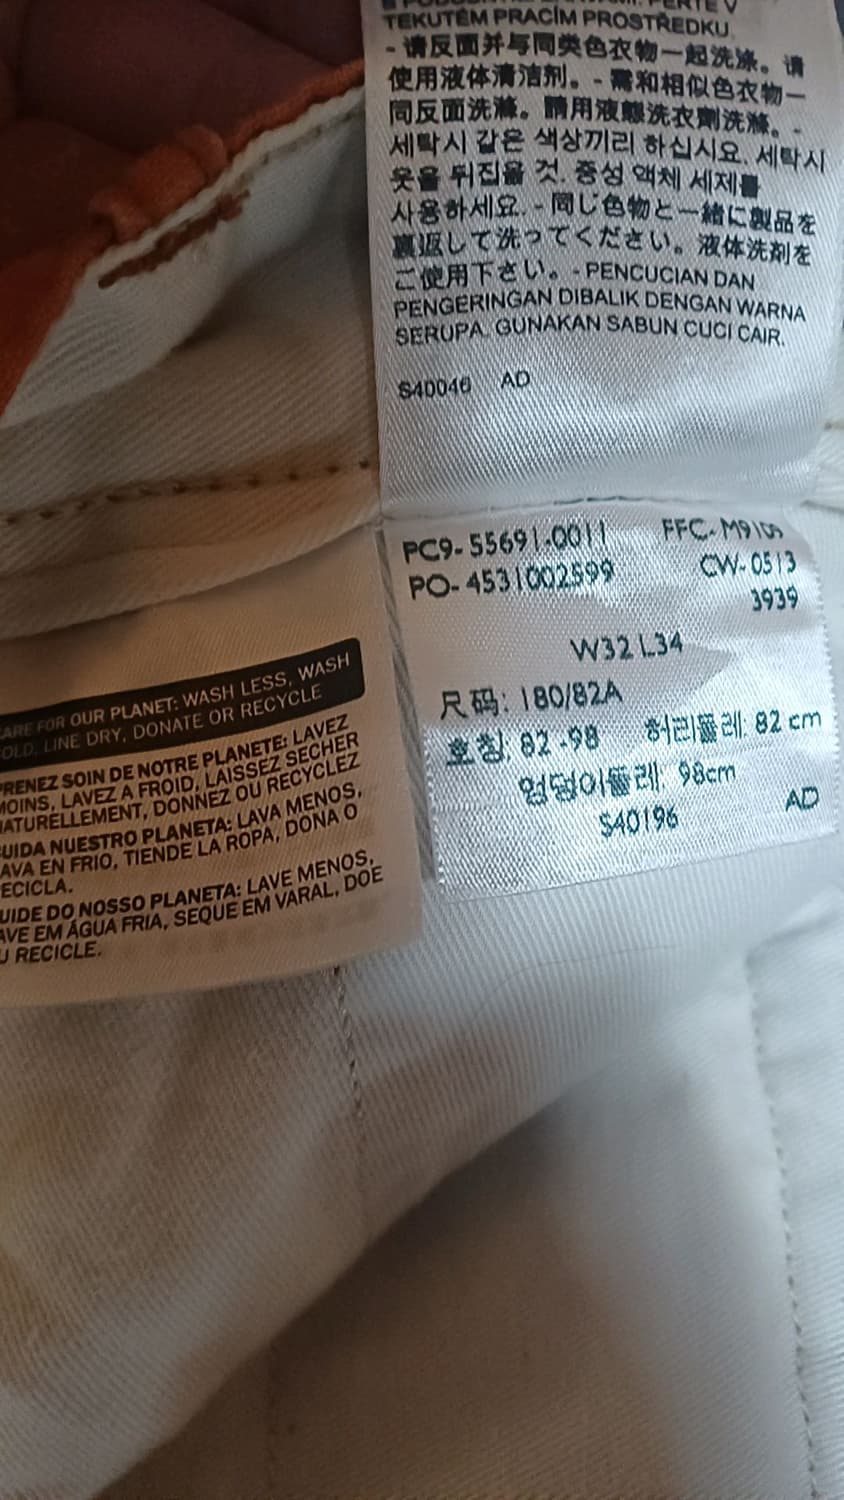 TEKUTÉM PRACÍM PROSTŘEDKU
- 请反面并与同类色衣物一起洗涤。请
使用液体清洁剂。- 需和相似色衣物一
同反面洗滌。請用液態洗衣劑洗滌。-
세탁시 같은 색상끼리 하십시요. 세탁시
옷을 뒤집을 것. 중성 액체 세제를
사용하세요. - 同じ色物と一緒に製品を
裏返して洗ってください。液体洗剤を
ご使用下さい。- PENCUCIAN DAN
PENGERINGAN DIBALIK DENGAN WARNA
SERUPA. GUNAKAN SABUN CUCI CAIR.
S40046 AD
PC9-55691.0011 FFC-M9105
PO-4531002599 CW-0513
3939
W32 L34
尺码: 180/82A
호칭: 82-98 허리둘레: 82 cm
엉덩이둘레: 98cm
S40196 AD
CARE FOR OUR PLANET: WASH LESS, WASH
COLD, LINE DRY, DONATE OR RECYCLE
PRENEZ SOIN DE NOTRE PLANETE: LAVEZ
MOINS, LAVEZ A FROID, LAISSEZ SECHER
NATURELLEMENT, DONNEZ OU RECYCLEZ
CUIDA NUESTRO PLANETA: LAVA MENOS,
LAVA EN FRIO, TIENDE LA ROPA, DONA O
RECICLA.
CUIDE DO NOSSO PLANETA: LAVE MENOS,
LAVE EM ÁGUA FRIA, SEQUE EM VARAL, DOE
OU RECICLE.